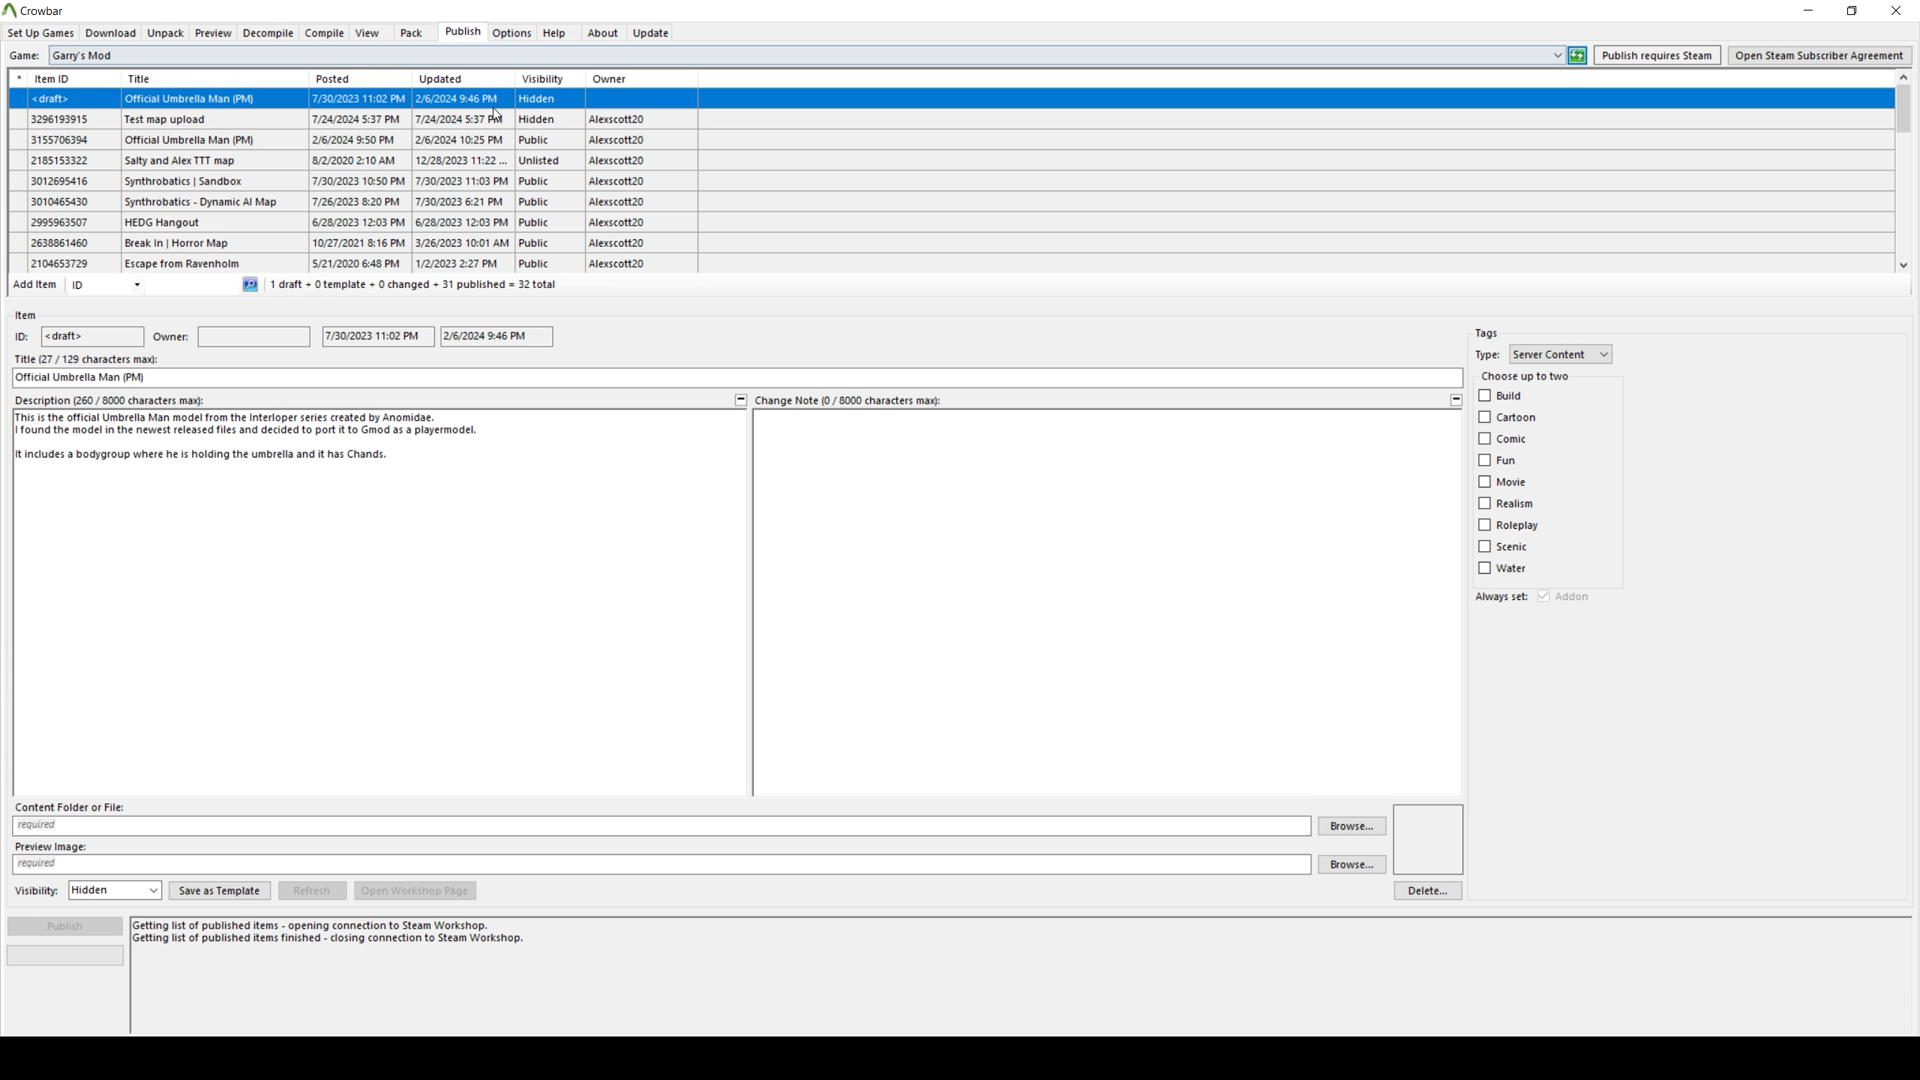 Crowbar
Set Up Games Download Unpack Preview Decompile Compile View Pack Publish Options Help About Update
Game: Garry's Mod Publish requires Steam Open Steam Subscriber Agreement
* Item ID Title Posted Updated Visibility Owner
<draft> Official Umbrella Man (PM) 7/30/2023 11:02 PM 2/6/2024 9:46 PM Hidden
3296193915 Test map upload 7/24/2024 5:37 PM 7/24/2024 5:37 PM Hidden Alexscott20
3155706394 Official Umbrella Man (PM) 2/6/2024 9:50 PM 2/6/2024 10:25 PM Public Alexscott20
2185153322 Salty and Alex TTT map 8/2/2020 2:10 AM 12/28/2023 11:22 ... Unlisted Alexscott20
3012695416 Synthrobatics | Sandbox 7/30/2023 10:50 PM 7/30/2023 11:03 PM Public Alexscott20
3010465430 Synthrobatics - Dynamic AI Map 7/26/2023 8:20 PM 7/30/2023 6:21 PM Public Alexscott20
2995963507 HEDG Hangout 6/28/2023 12:03 PM 6/28/2023 12:03 PM Public Alexscott20
2638861460 Break In | Horror Map 10/27/2021 8:16 PM 3/26/2023 10:01 AM Public Alexscott20
2104653729 Escape from Ravenholm 5/21/2020 6:48 PM 1/2/2023 2:27 PM Public Alexscott20
Add Item ID 1 draft + 0 template + 0 changed + 31 published = 32 total
Item
ID: <draft> Owner: 7/30/2023 11:02 PM 2/6/2024 9:46 PM
Title (27 / 129 characters max):
Official Umbrella Man (PM)
Description (260 / 8000 characters max):
This is the official Umbrella Man model from the Interloper series created by Anomidae.
I found the model in the newest released files and decided to port it to Gmod as a playermodel.
It includes a bodygroup where he is holding the umbrella and it has Chands.
Change Note (0 / 8000 characters max):
Tags
Type: Server Content
Choose up to two
Build
Cartoon
Comic
Fun
Movie
Realism
Roleplay
Scenic
Water
Always set: Addon
Content Folder or File:
required Browse...
Preview Image:
required Browse...
Visibility: Hidden Save as Template Refresh Open Workshop Page Delete...
Publish
Getting list of published items - opening connection to Steam Workshop.
Getting list of published items finished - closing connection to Steam Workshop.